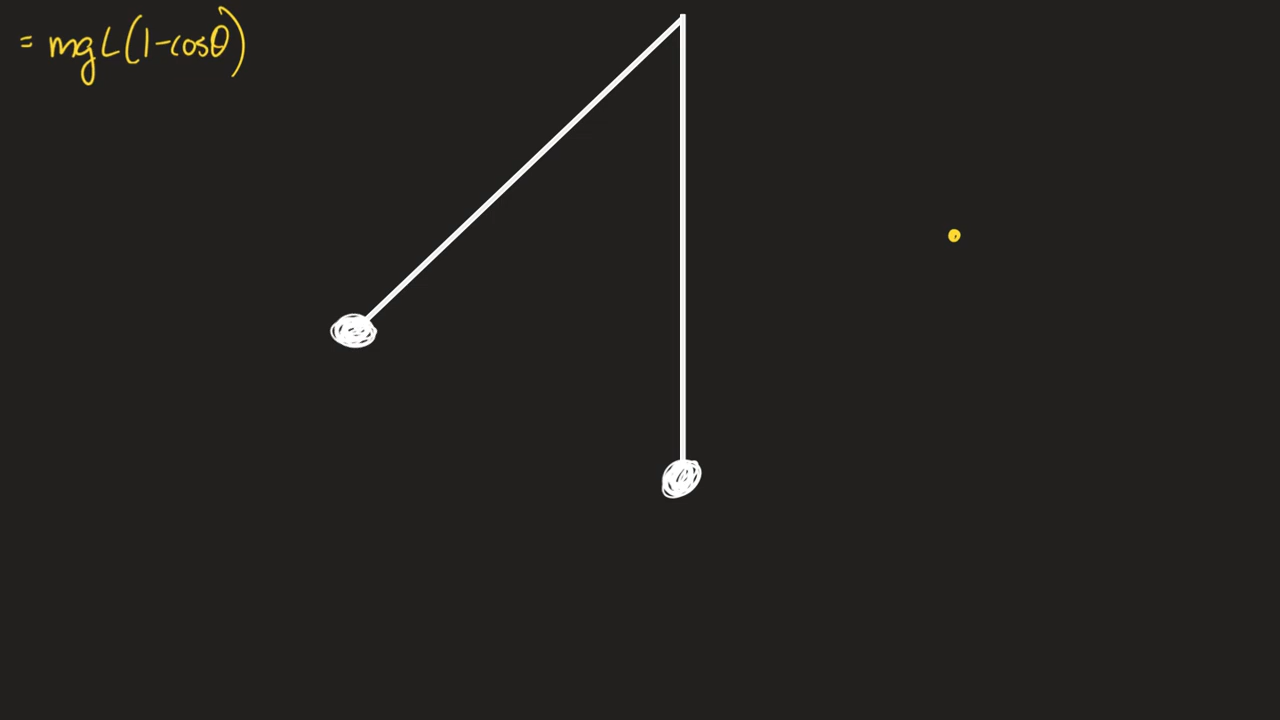 = mgL(1-cosθ)